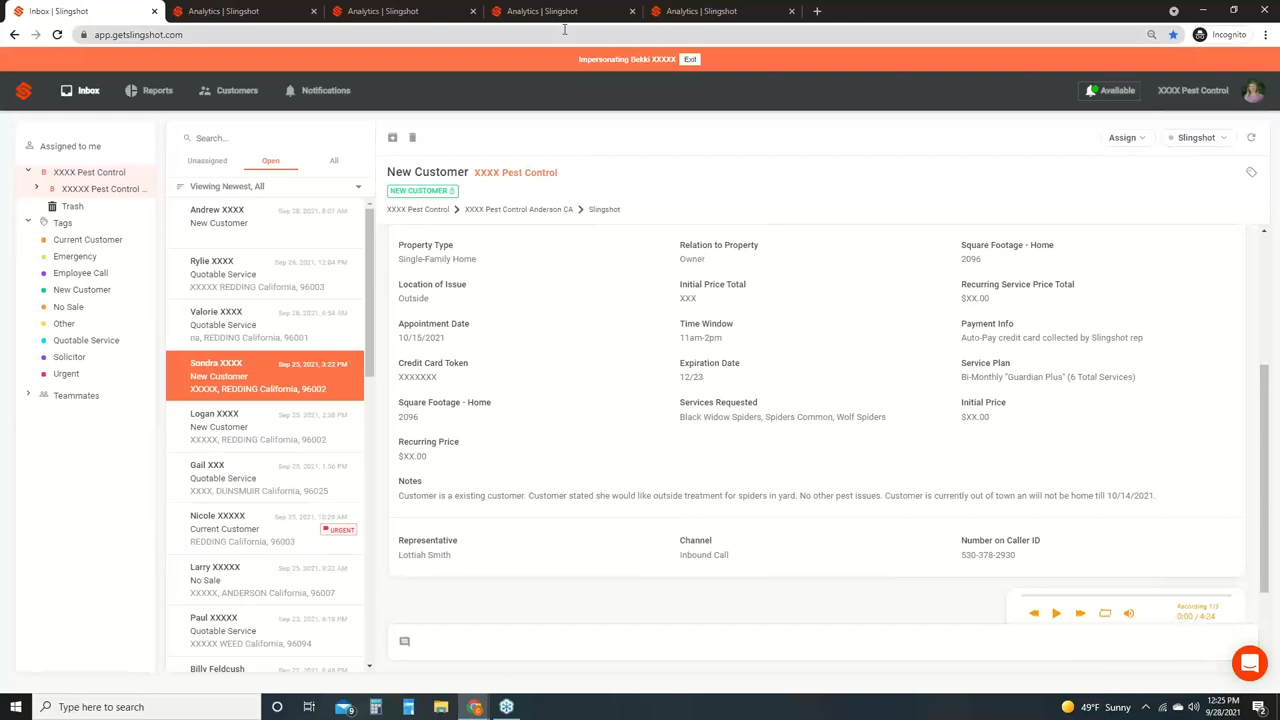 Inbox | Slingshot
Analytics | Slingshot
Analytics | Slingshot
Analytics | Slingshot
Analytics | Slingshot
app.getslingshot.com
Incognito
Impersonating Bekki XXXXX Exit
Inbox
Reports
Customers
Notifications
Available
XXXX Pest Control
Assigned to me
XXXX Pest Control
B XXXXX Pest Control ...
Trash
Tags
Current Customer
Emergency
Employee Call
New Customer
No Sale
Other
Quotable Service
Solicitor
Urgent
Teammates
Search...
Unassigned Open All
Viewing Newest, All
Andrew XXXX Sep 28, 2021, 8:07 AM
New Customer
Rylie XXXX Sep 26, 2021, 12:04 PM
Quotable Service
XXXXX REDDING California, 96003
Valorie XXXX Sep 26, 2021, 6:54 AM
Quotable Service
na, REDDING California, 96001
Sondra XXXX Sep 25, 2021, 3:22 PM
New Customer
XXXXX, REDDING California, 96002
Logan XXXX Sep 25, 2021, 2:38 PM
New Customer
XXXXX, REDDING California, 96002
Gail XXX Sep 25, 2021, 1:56 PM
Quotable Service
XXXX, DUNSMUIR California, 96025
Nicole XXXXX Sep 25, 2021, 10:29 AM
Current Customer URGENT
REDDING California, 96003
Larry XXXXX Sep 25, 2021, 9:32 AM
No Sale
XXXXX, ANDERSON California, 96007
Paul XXXXX Sep 23, 2021, 6:19 PM
Quotable Service
XXXXX WEED California, 96094
Billy Feldcush Sep 22, 2021, 6:48 PM
Assign
Slingshot
New Customer XXXX Pest Control
NEW CUSTOMER
XXXX Pest Control > XXXX Pest Control Anderson CA > Slingshot
Property Type Relation to Property Square Footage - Home
Single-Family Home Owner 2096
Location of Issue Initial Price Total Recurring Service Price Total
Outside XXX $XX.00
Appointment Date Time Window Payment Info
10/15/2021 11am-2pm Auto-Pay credit card collected by Slingshot rep
Credit Card Token Expiration Date Service Plan
XXXXXXX 12/23 Bi-Monthly "Guardian Plus" (6 Total Services)
Square Footage - Home Services Requested Initial Price
2096 Black Widow Spiders, Spiders Common, Wolf Spiders $XX.00
Recurring Price
$XX.00
Notes
Customer is a existing customer. Customer stated she would like outside treatment for spiders in yard. No other pest issues. Customer is currently out of town an will not be home till 10/14/2021.
Representative Channel Number on Caller ID
Lottiah Smith Inbound Call 530-378-2930
Recording 1/3
0:00 / 4:24
Type here to search
9
49°F Sunny
12:25 PM
9/28/2021
2